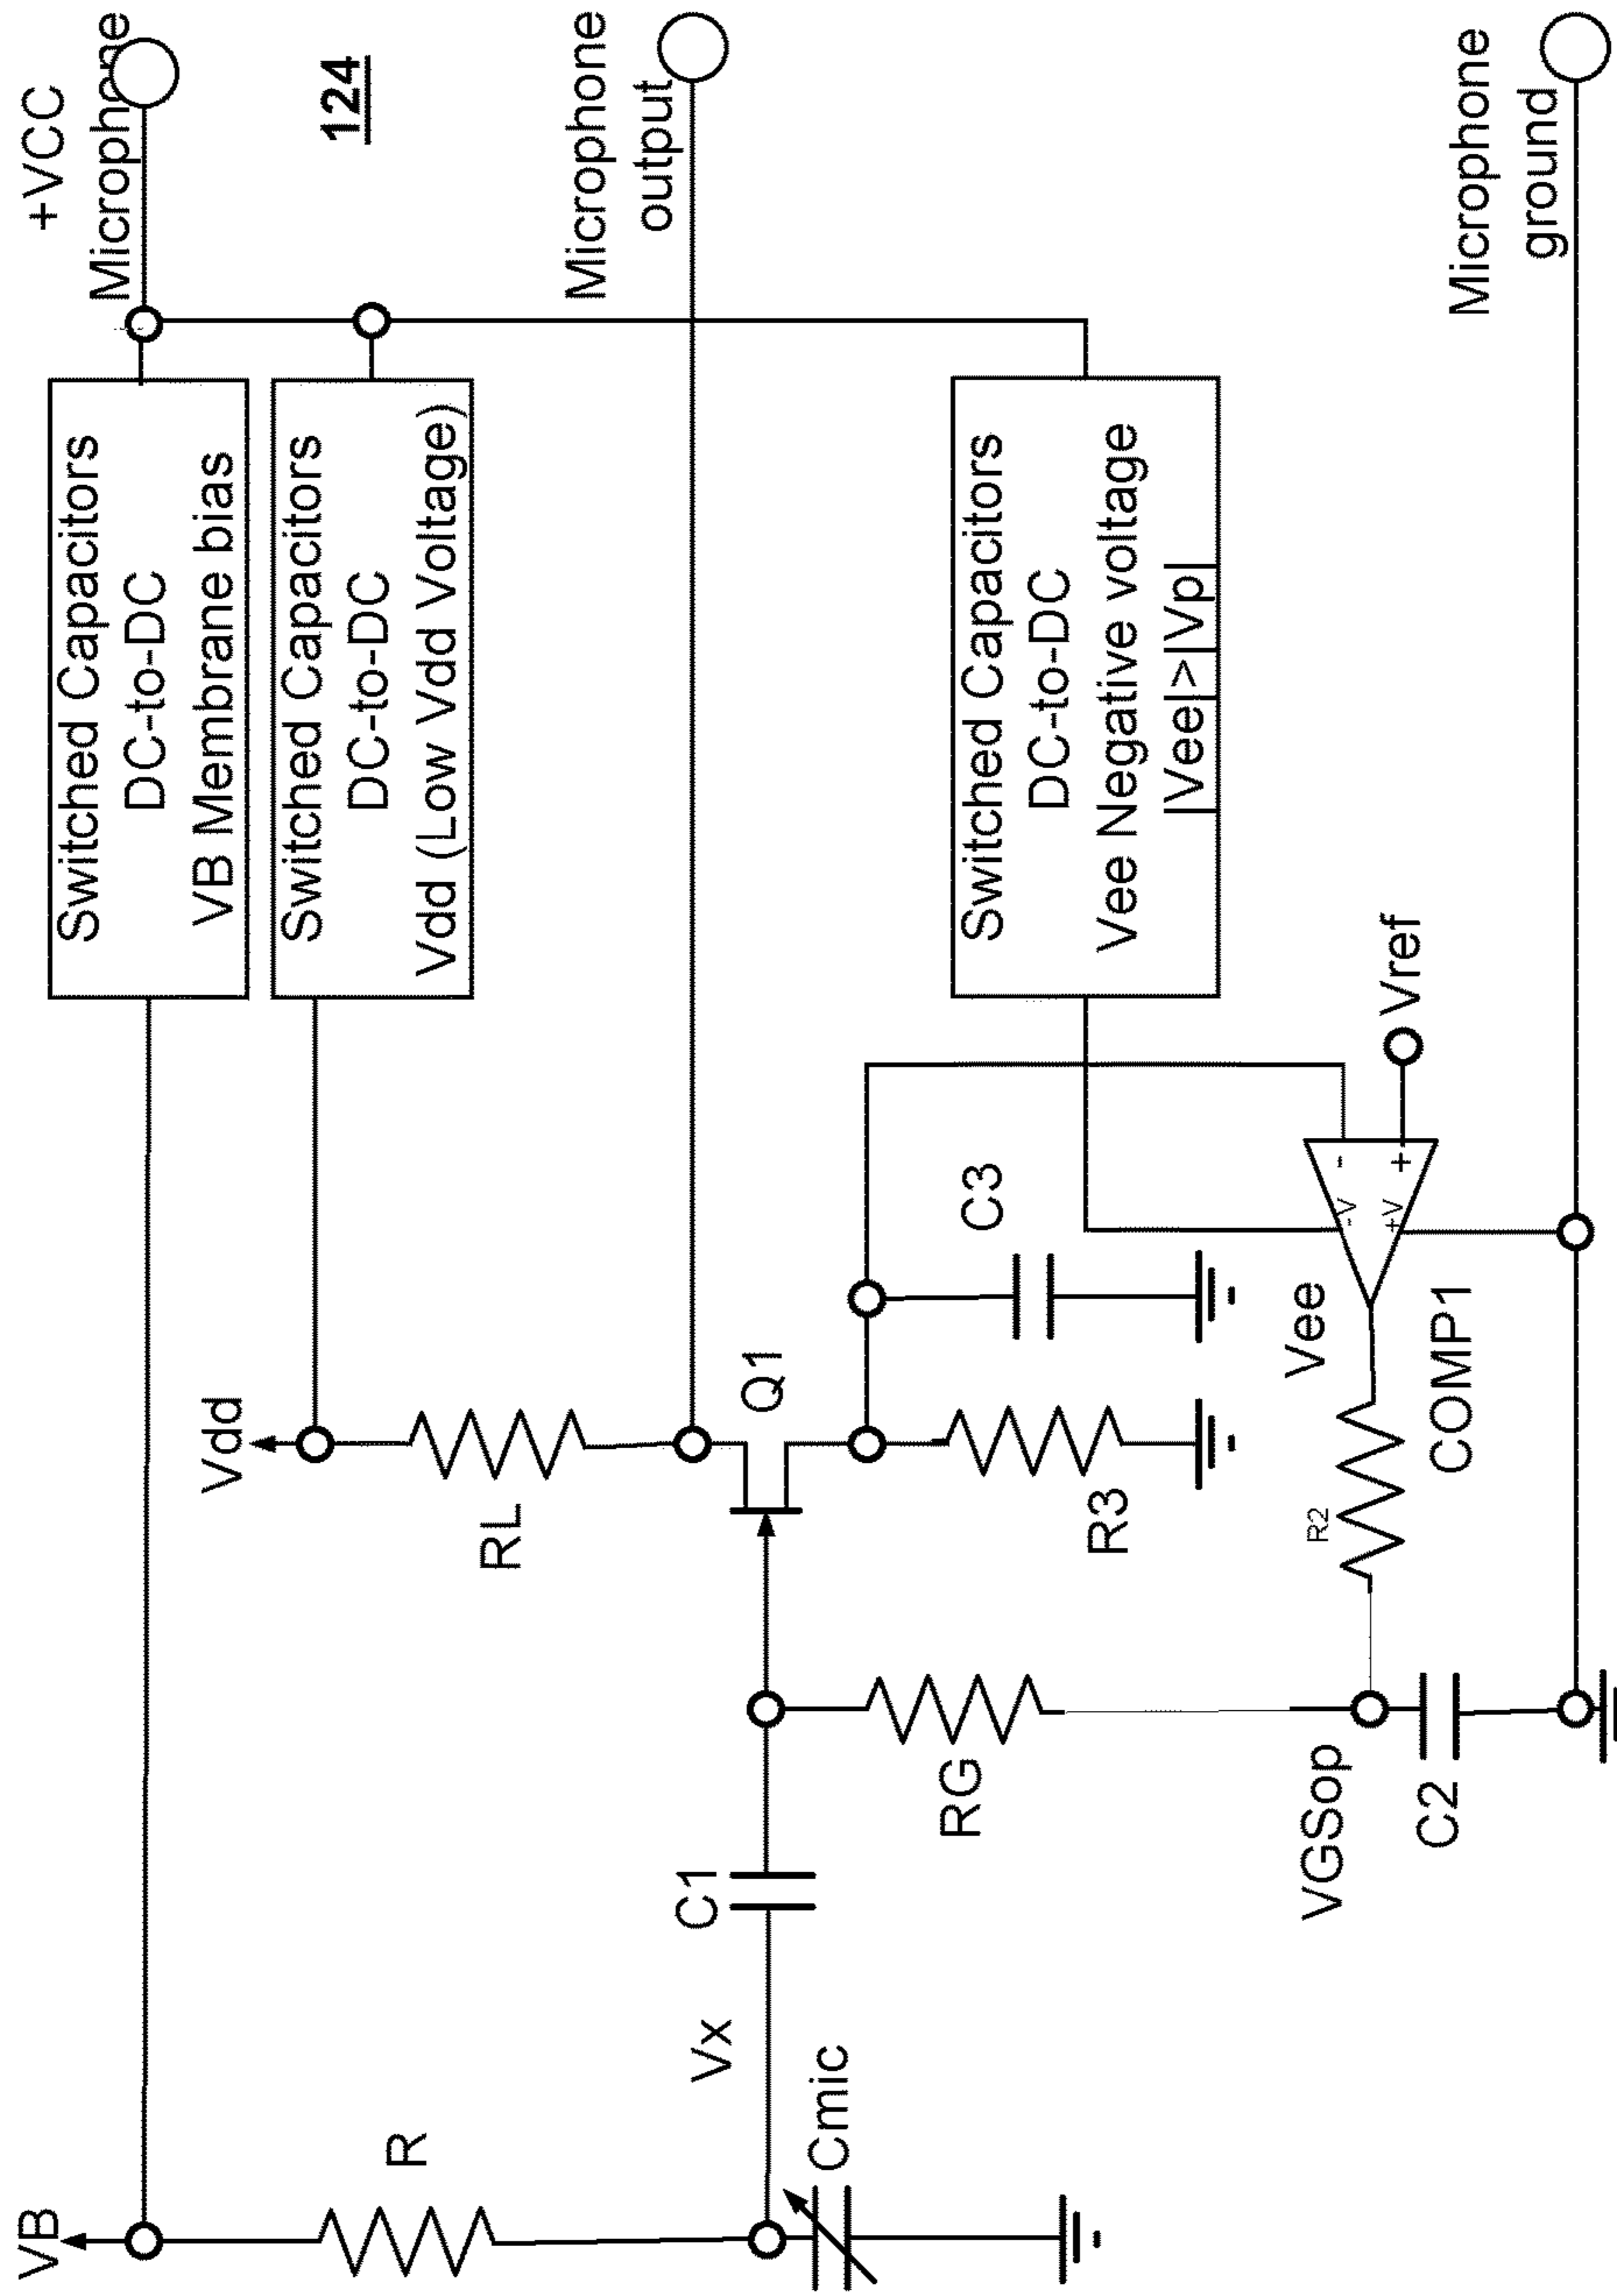 +VCC
Microphone
124
Microphone
output
Microphone
ground
Switched Capacitors
DC-to-DC
VB Membrane bias
Switched Capacitors
DC-to-DC
Vdd (Low Vdd Voltage)
Switched Capacitors
DC-to-DC
Vee Negative voltage
|Vee|>|Vp|
VB
R
Vx
Cmic
C1
Vdd
RL
Q1
RG
R3
C3
Vref
-
+
-V
+V
Vee
COMP1
R2
VGSop
C2